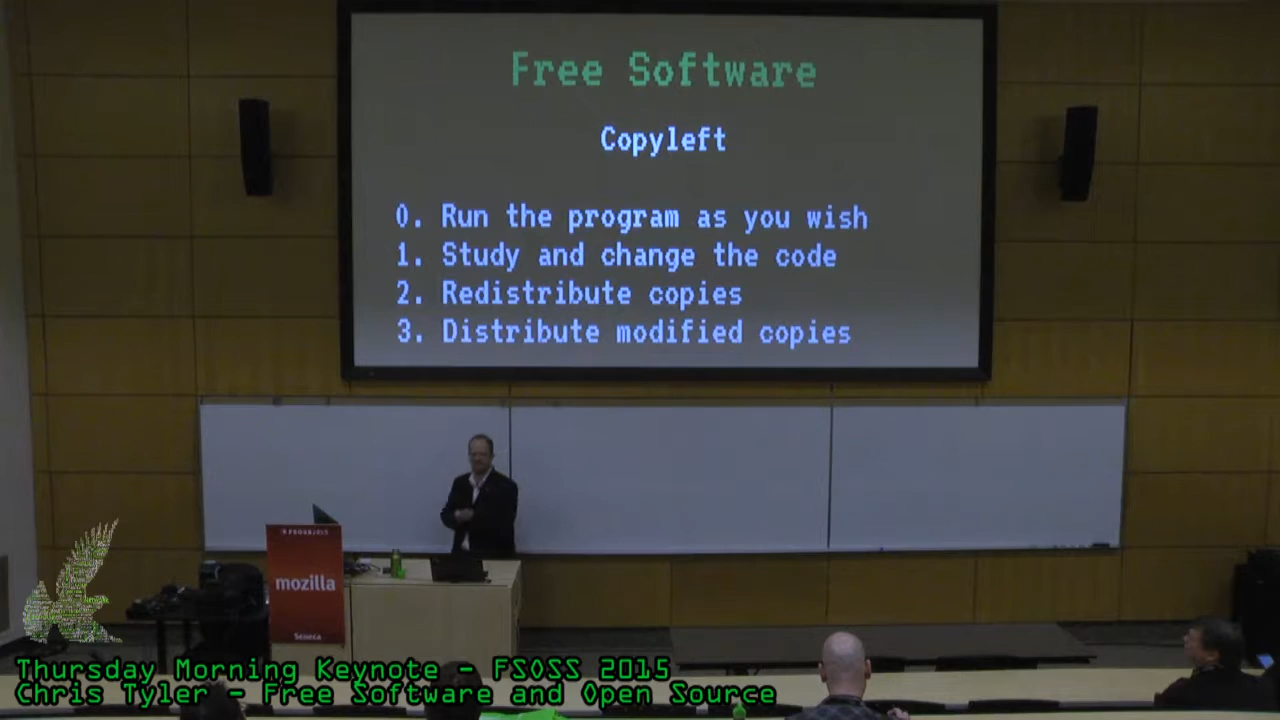 Free Software
Copyleft
0. Run the program as you wish
1. Study and change the code
2. Redistribute copies
3. Distribute modified copies
mozilla
Seneca
Thursday Morning Keynote - FSOSS 2015
Chris Tyler - Free Software and Open Source